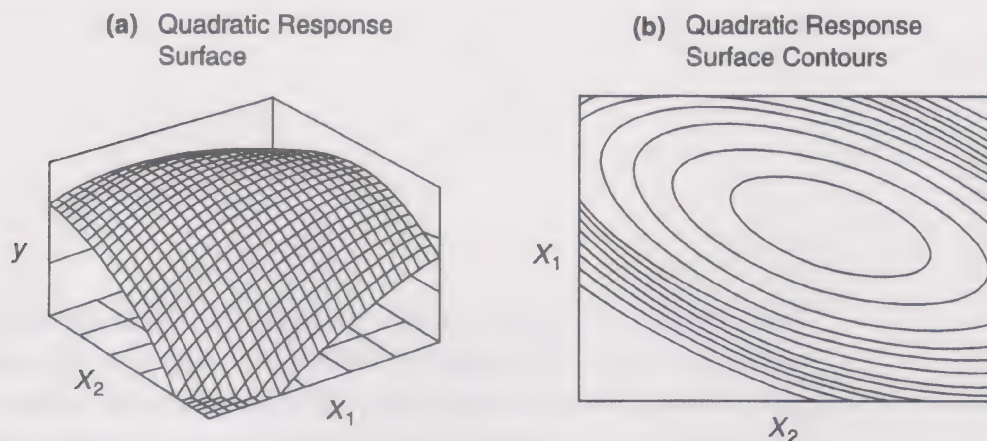 (a) Quadratic Response
Surface
y
X₂
X₁
(b) Quadratic Response
Surface Contours
X₁
X₂